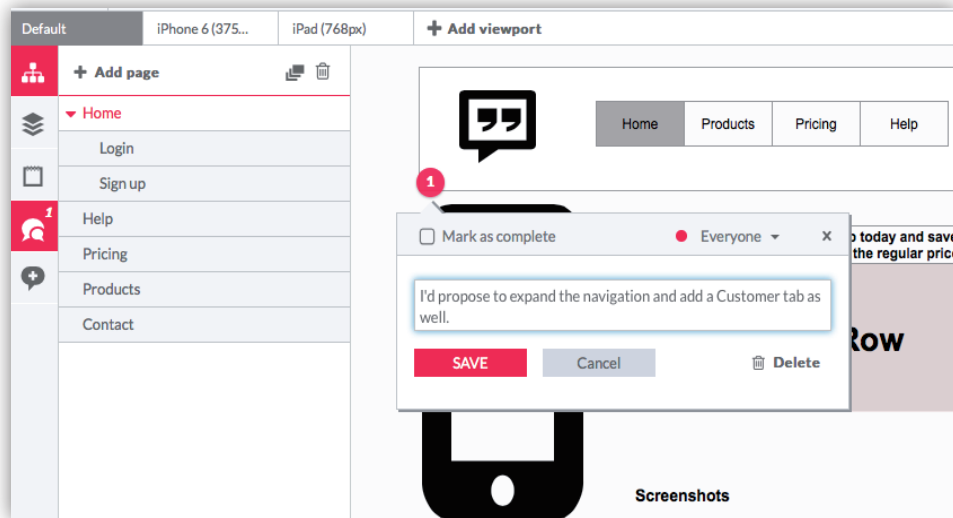 Default
iPhone 6 (375...
iPad (768px)
Add viewport
Add page
Home
Login
Sign up
Help
Pricing
Products
Contact
1
Home
Products
Pricing
Help
1
Mark as complete
Everyone
x
today and save
the regular price
I'd propose to expand the navigation and add a Customer tab as
well.
Row
SAVE
Cancel
Delete
Screenshots